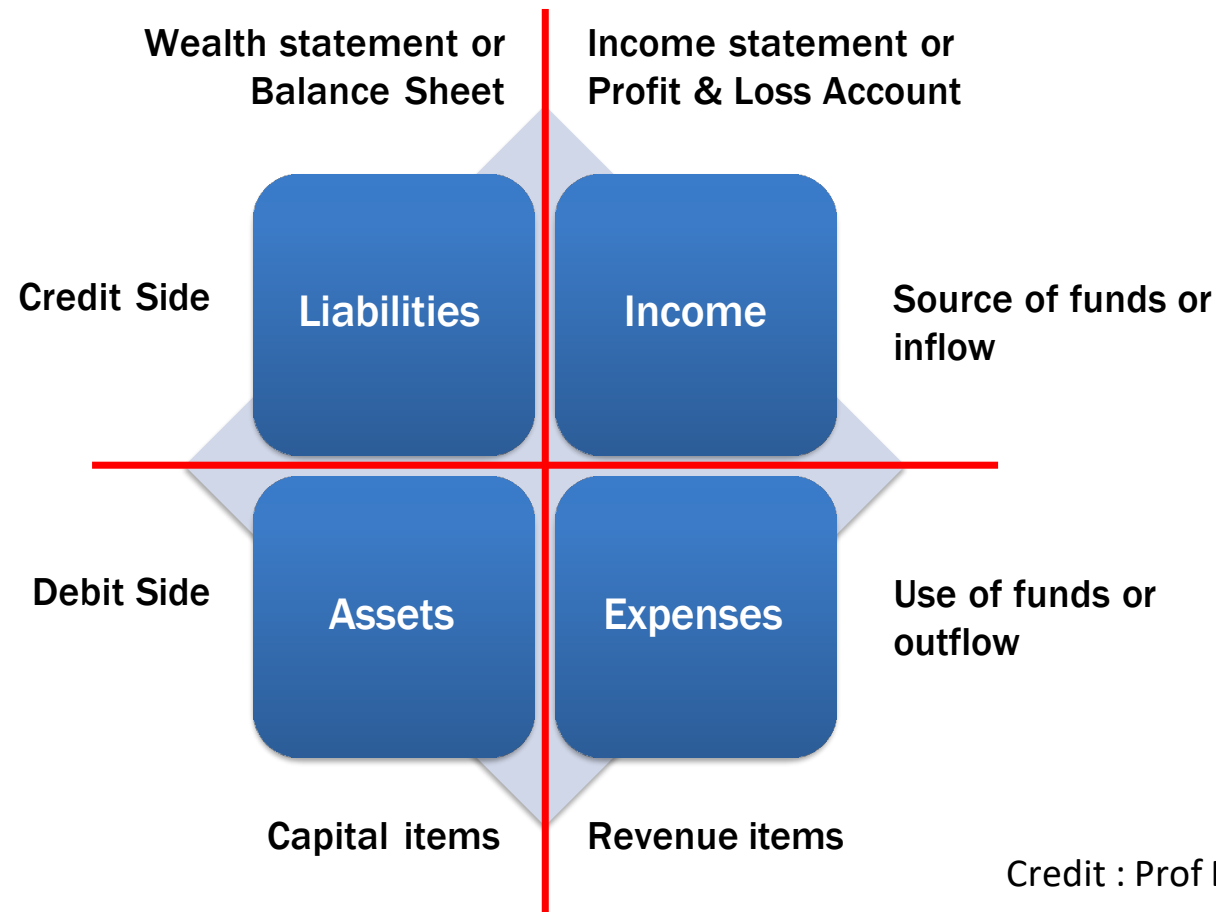 Wealth statement or
Balance Sheet
Income statement or
Profit & Loss Account
Credit Side
Liabilities
Income
Source of funds or
inflow
Debit Side
Assets
Expenses
Use of funds or
outflow
Capital items
Revenue items
Credit : Prof